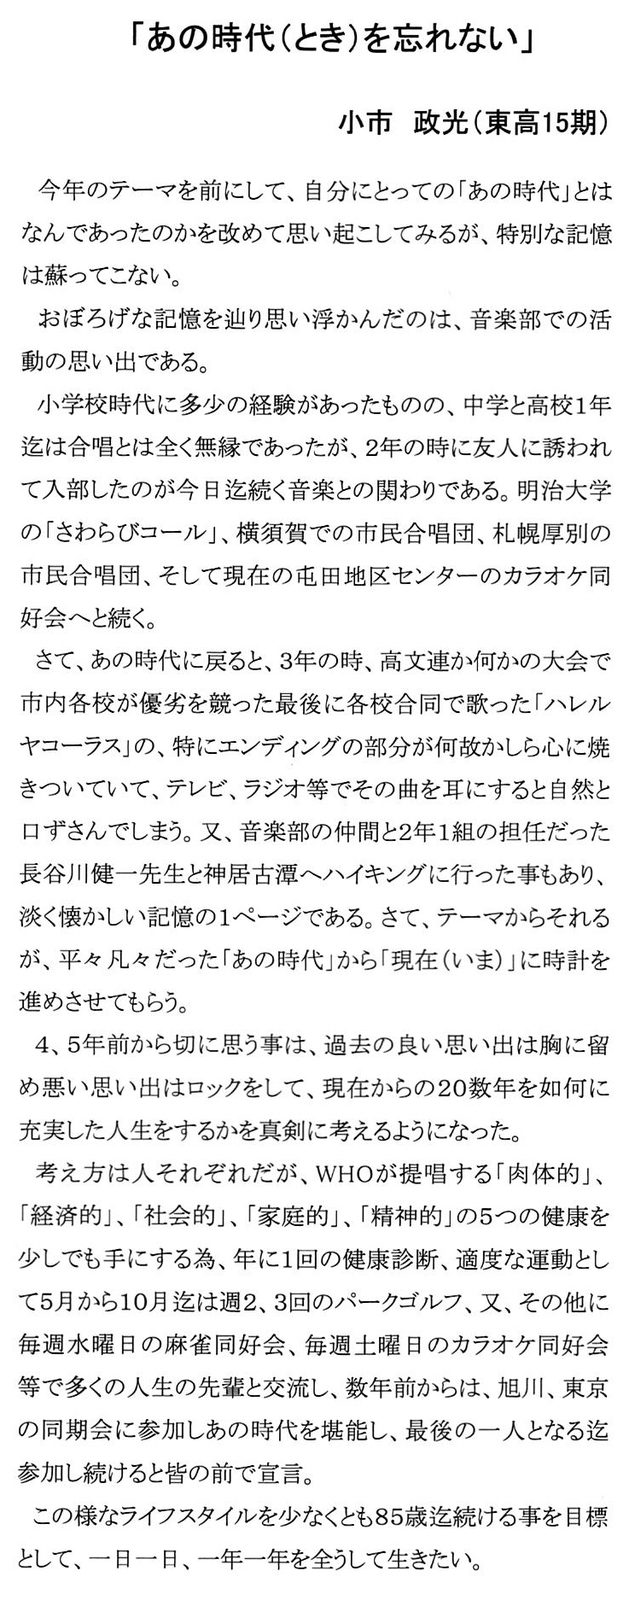 「あの時代（とき）を忘れない」
小市　政光（東高15期）
今年のテーマを前にして、自分にとっての「あの時代」とは
なんであったのかを改めて思い起こしてみるが、特別な記憶
は蘇ってこない。
おぼろげな記憶を辿り思い浮かんだのは、音楽部での活
動の思い出である。
小学校時代に多少の経験があったものの、中学と高校1年
迄は合唱とは全く無縁であったが、2年の時に友人に誘われ
て入部したのが今日迄続く音楽との関わりである。明治大学
の「さわらびコール」、横須賀での市民合唱団、札幌厚別の
市民合唱団、そして現在の屯田地区センターのカラオケ同
好会へと続く。
さて、あの時代に戻ると、3年の時、高文連か何かの大会で
市内各校が優劣を競った最後に各校合同で歌った「ハレル
ヤコーラス」の、特にエンディングの部分が何故かしら心に焼
きついていて、テレビ、ラジオ等でその曲を耳にすると自然と
口ずさんでしまう。又、音楽部の仲間と2年1組の担任だった
長谷川健一先生と神居古潭へハイキングに行った事もあり、
淡く懐かしい記憶の1ページである。さて、テーマからそれる
が、平々凡々だった「あの時代」から「現在（いま）」に時計を
進めさせてもらう。
4、5年前から切に思う事は、過去の良い思い出は胸に留
め悪い思い出はロックをして、現在からの20数年を如何に
充実した人生をするかを真剣に考えるようになった。
考え方は人それぞれだが、WHOが提唱する「肉体的」、
「経済的」、「社会的」、「家庭的」、「精神的」の5つの健康を
少しでも手にする為、年に1回の健康診断、適度な運動とし
て5月から10月迄は週2、3回のパークゴルフ、又、その他に
毎週水曜日の麻雀同好会、毎週土曜日のカラオケ同好会
等で多くの人生の先輩と交流し、数年前からは、旭川、東京
の同期会に参加しあの時代を堪能し、最後の一人となる迄
参加し続けると皆の前で宣言。
この様なライフスタイルを少なくとも85歳迄続ける事を目標
として、一日一日、一年一年を全うして生きたい。